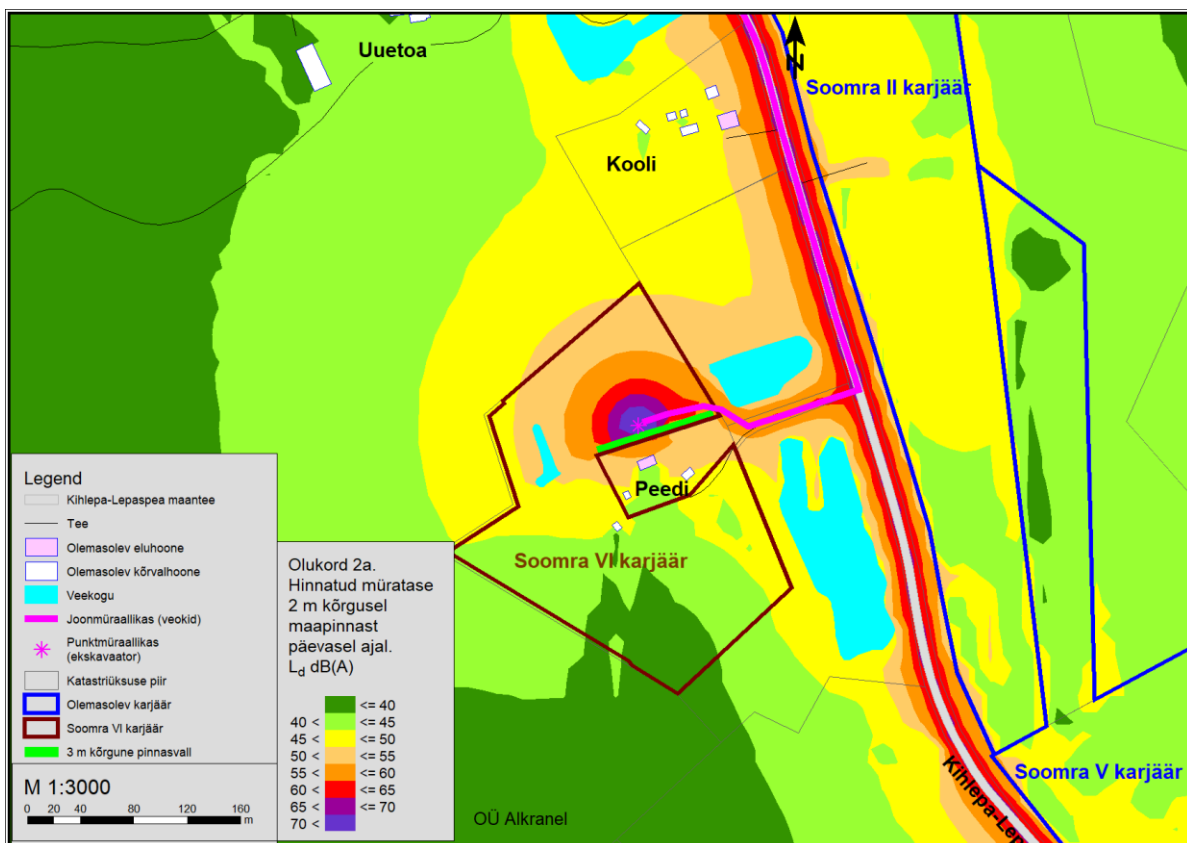 Uuetoa
N
Soomra II karjäär
Kooli
Peedi
Soomra VI karjäär
Soomra V karjäär
Kihlepa-Lep
OÜ Alkranel
Legend
Kihlepa-Lepaspea maantee
Tee
Olemasolev eluhoone
Olemasolev kõrvalhoone
Veekogu
Joonmüraallikas (veokid)
Punktmüraallikas
(ekskavaator)
Katastriüksuse piir
Olemasolev karjäär
Soomra VI karjäär
3 m kõrgune pinnasvall
M 1:3000
0 20 40 80 120 160
m
Olukord 2a.
Hinnatud müratase
2 m kõrgusel
maapinnast
päevasel ajal.
Ld dB(A)
<= 40
40 < <= 45
45 < <= 50
50 < <= 55
55 < <= 60
60 < <= 65
65 < <= 70
70 <